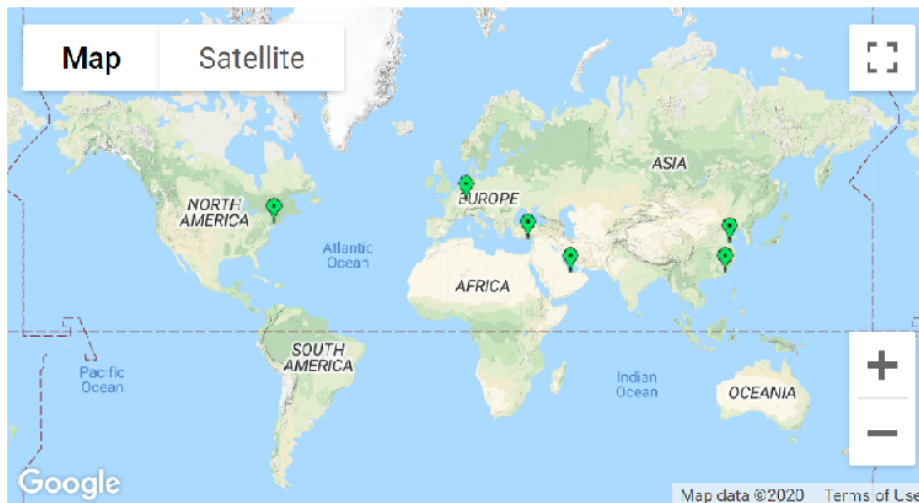 Map Satellite
ASIA
NORTH
AMERICA
EUROPE
Atlantic
Ocean
AFRICA
SOUTH
AMERICA
Pacific
Ocean
Indian
Ocean
OCEANIA
Google
Map data ©2020 Terms of Use